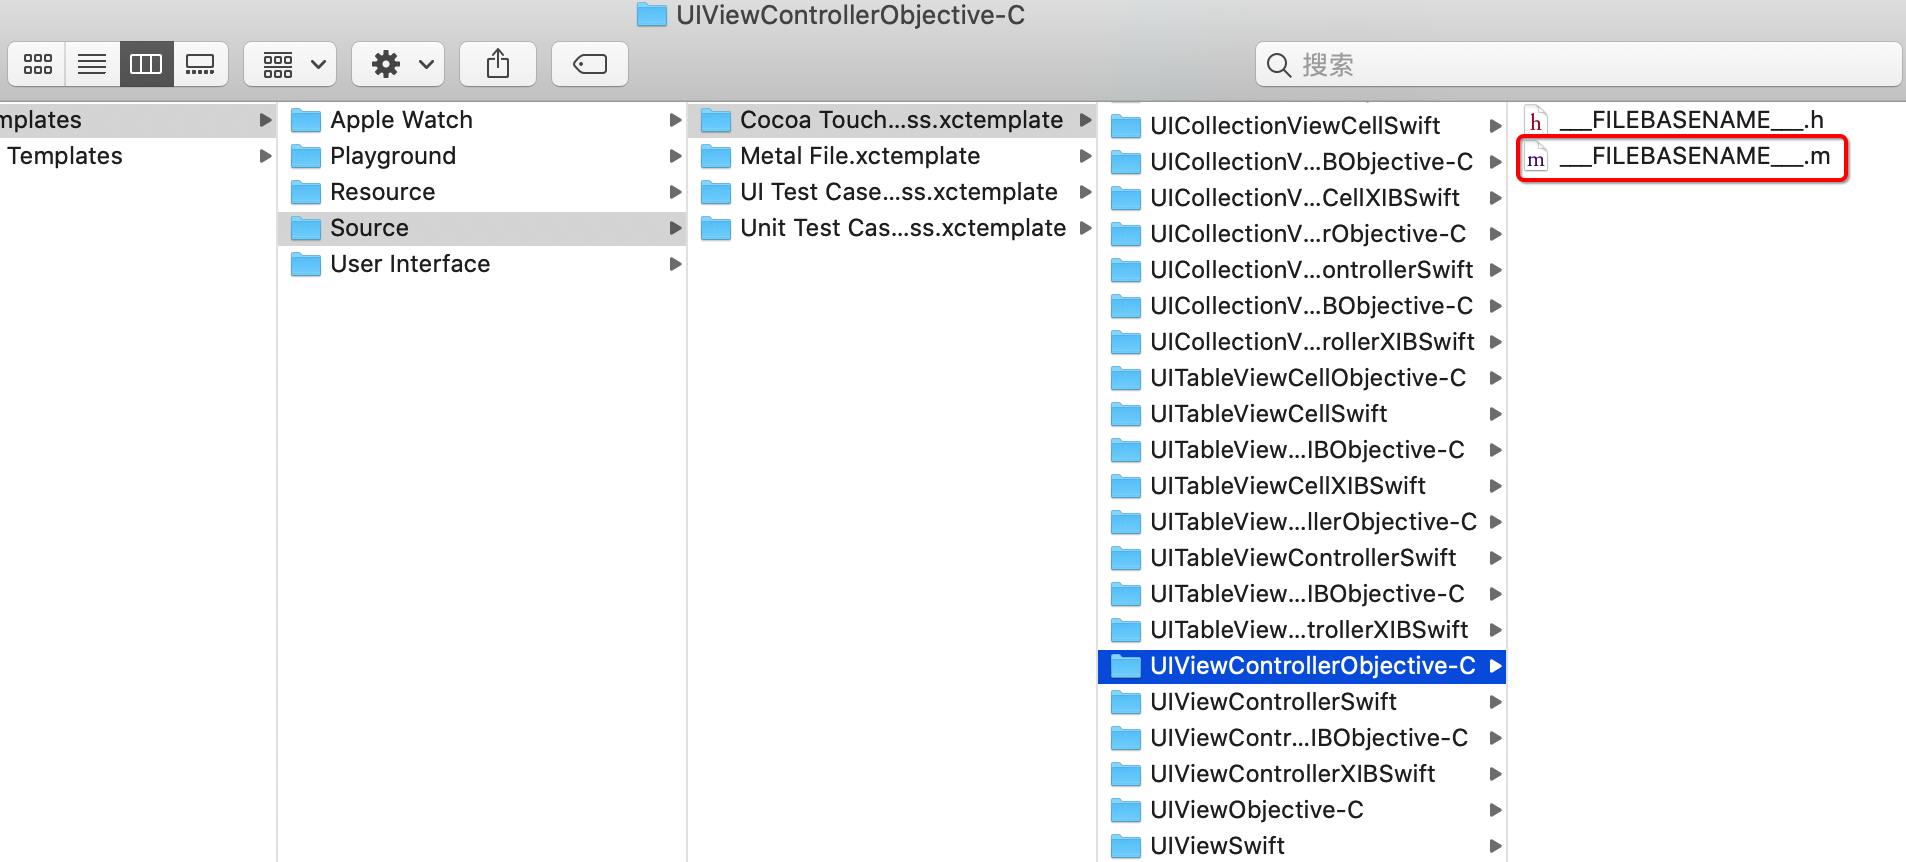 UIViewControllerObjective-C
搜索
mplates
Templates
Apple Watch
Playground
Resource
Source
User Interface
Cocoa Touch...ss.xctemplate
Metal File.xctemplate
UI Test Case...ss.xctemplate
Unit Test Cas...ss.xctemplate
UICollectionViewCellSwift
UICollectionV...BObjective-C
UICollectionV...CellXIBSwift
UICollectionV...rObjective-C
UICollectionV...ontrollerSwift
UICollectionV...BObjective-C
UICollectionV...rollerXIBSwift
UITableViewCellObjective-C
UITableViewCellSwift
UITableView...IBObjective-C
UITableViewCellXIBSwift
UITableView...llerObjective-C
UITableViewControllerSwift
UITableView...IBObjective-C
UITableView...trollerXIBSwift
UIViewControllerObjective-C
UIViewControllerSwift
UIViewContr...IBObjective-C
UIViewControllerXIBSwift
UIViewObjective-C
UIViewSwift
h ___FILEBASENAME___.h
m ___FILEBASENAME___.m